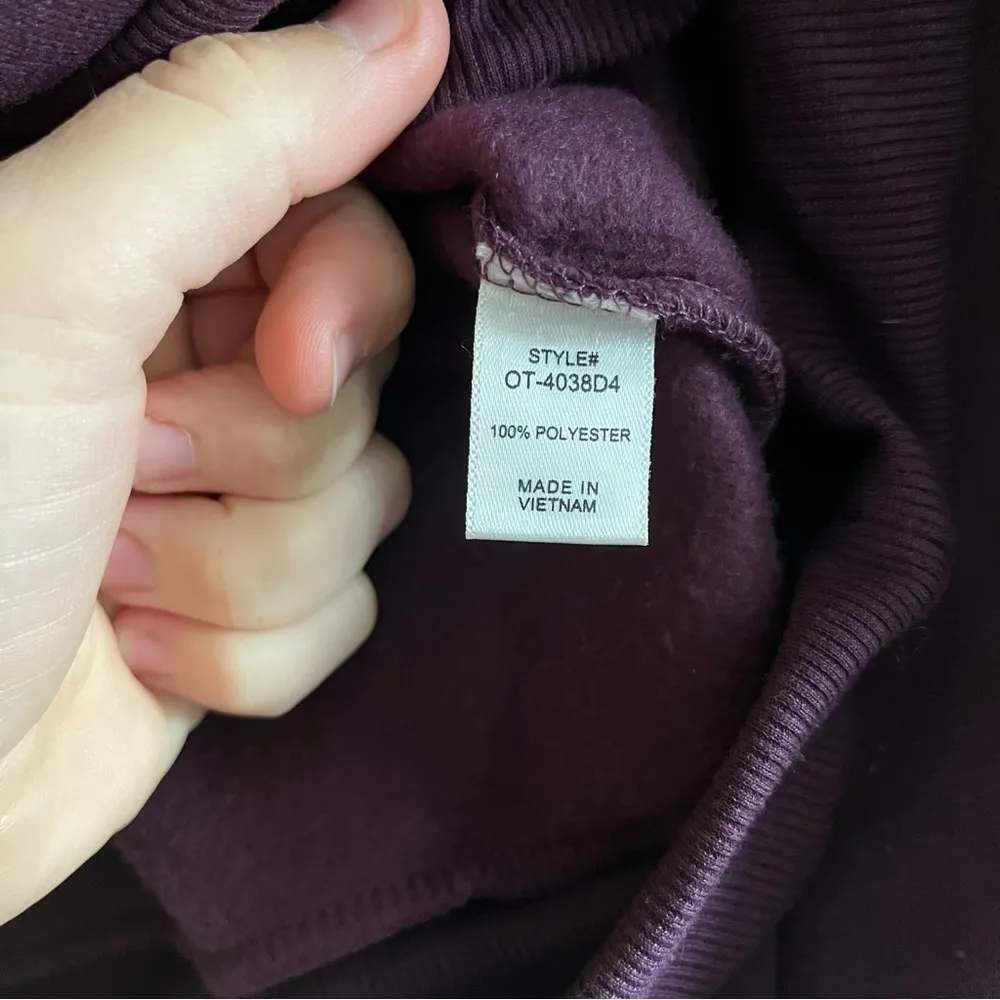 STYLE#
OT-4038D4
100% POLYESTER
MADE IN
VIETNAM